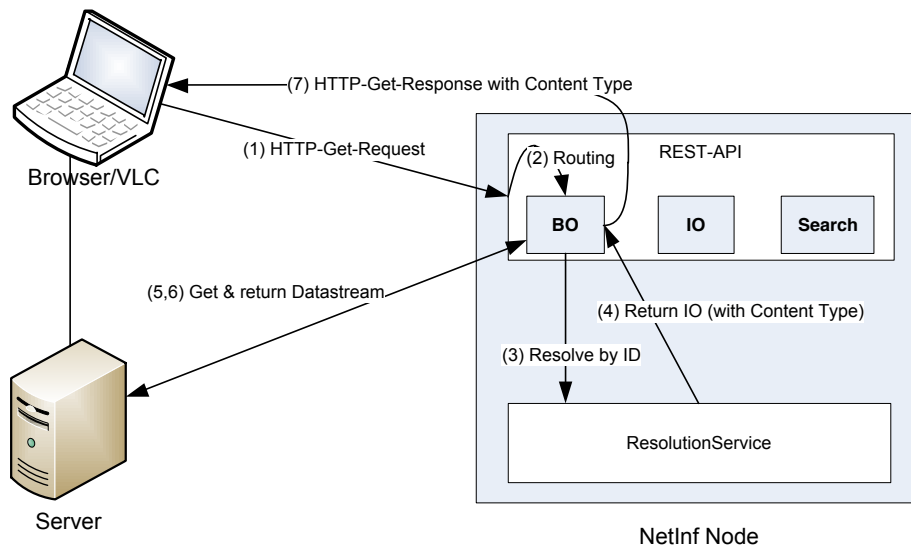 (7) HTTP-Get-Response with Content Type
(1) HTTP-Get-Request
(2) Routing
REST-API
Browser/VLC
BO
IO
Search
(5,6) Get & return Datastream
(4) Return IO (with Content Type)
(3) Resolve by ID
ResolutionService
Server
NetInf Node